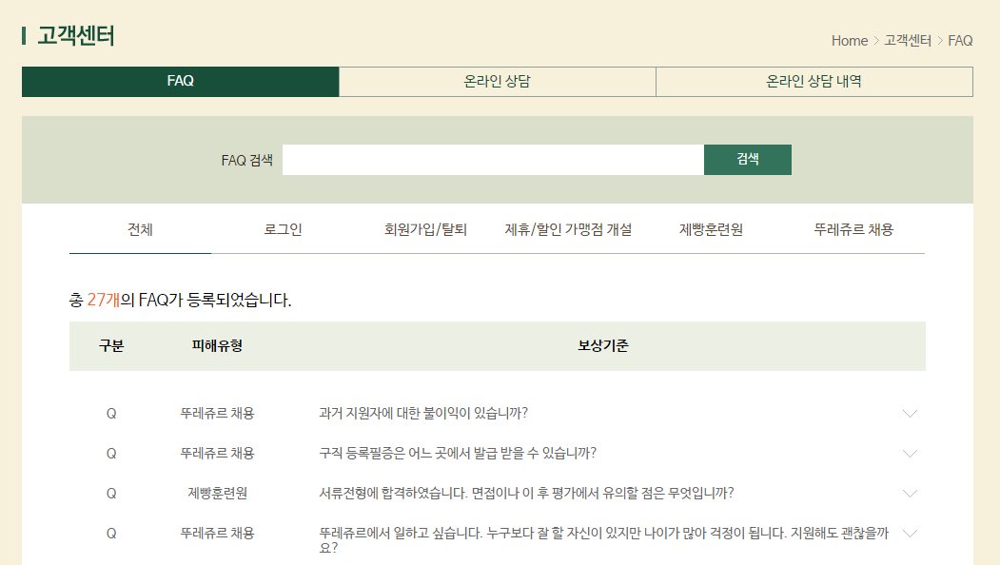 고객센터
Home > 고객센터 > FAQ
FAQ 온라인 상담 온라인 상담 내역
FAQ 검색 검색
전체 로그인 회원가입/탈퇴 제휴/할인 가맹점 개설 제빵훈련원 뚜레쥬르 채용
총 27개의 FAQ가 등록되었습니다.
구분 피해유형 보상기준
Q 뚜레쥬르 채용 과거 지원자에 대한 불이익이 있습니까?
Q 뚜레쥬르 채용 구직 등록필증은 어느 곳에서 발급 받을 수 있습니까?
Q 제빵훈련원 서류전형에 합격하였습니다. 면접이나 이 후 평가에서 유의할 점은 무엇입니까?
Q 뚜레쥬르 채용 뚜레쥬르에서 일하고 싶습니다. 누구보다 잘 할 자신이 있지만 나이가 많아 걱정이 됩니다. 지원해도 괜찮을까
요?